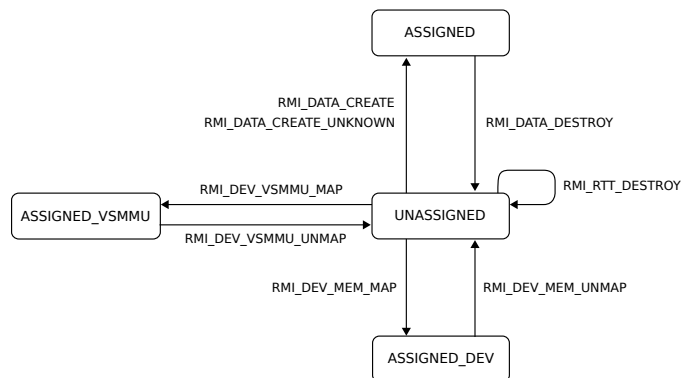 ASSIGNED
RMI_DATA_CREATE
RMI_DATA_CREATE_UNKNOWN
RMI_DATA_DESTROY
RMI_RTT_DESTROY
RMI_DEV_VSMMU_MAP
ASSIGNED_VSMMU
UNASSIGNED
RMI_DEV_VSMMU_UNMAP
RMI_DEV_MEM_MAP
RMI_DEV_MEM_UNMAP
ASSIGNED_DEV